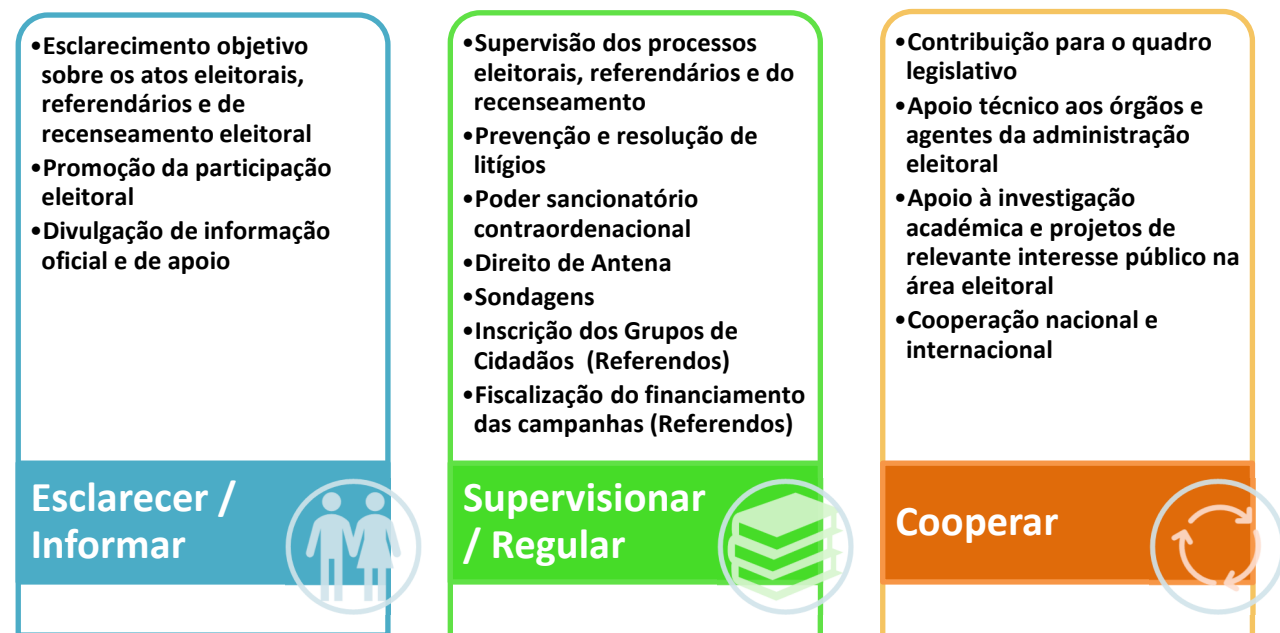 •Esclarecimento objetivo
sobre os atos eleitorais,
referendários e de
recenseamento eleitoral
•Promoção da participação
eleitoral
•Divulgação de informação
oficial e de apoio
Esclarecer /
Informar
•Supervisão dos processos
eleitorais, referendários e do
recenseamento
•Prevenção e resolução de
litígios
•Poder sancionatório
contraordenacional
•Direito de Antena
•Sondagens
•Inscrição dos Grupos de
Cidadãos (Referendos)
•Fiscalização do financiamento
das campanhas (Referendos)
Supervisionar
/ Regular
•Contribuição para o quadro
legislativo
•Apoio técnico aos órgãos e
agentes da administração
eleitoral
•Apoio à investigação
académica e projetos de
relevante interesse público na
área eleitoral
•Cooperação nacional e
internacional
Cooperar